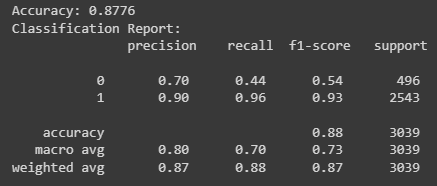 Accuracy: 0.8776
Classification Report:
precision recall f1-score support
0 0.70 0.44 0.54 496
1 0.90 0.96 0.93 2543
accuracy 0.88 3039
macro avg 0.80 0.70 0.73 3039
weighted avg 0.87 0.88 0.87 3039